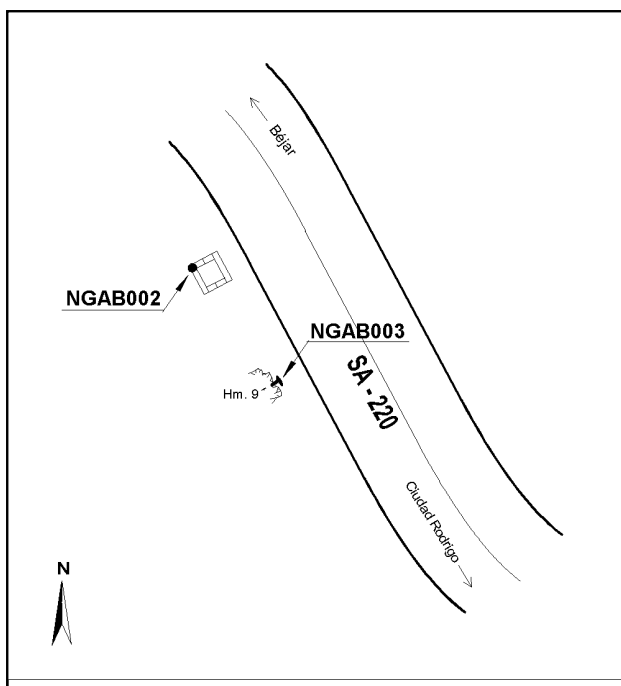 Béjar
NGAB002
NGAB003
Hm. 9
SA - 220
Ciudad Rodrigo
N